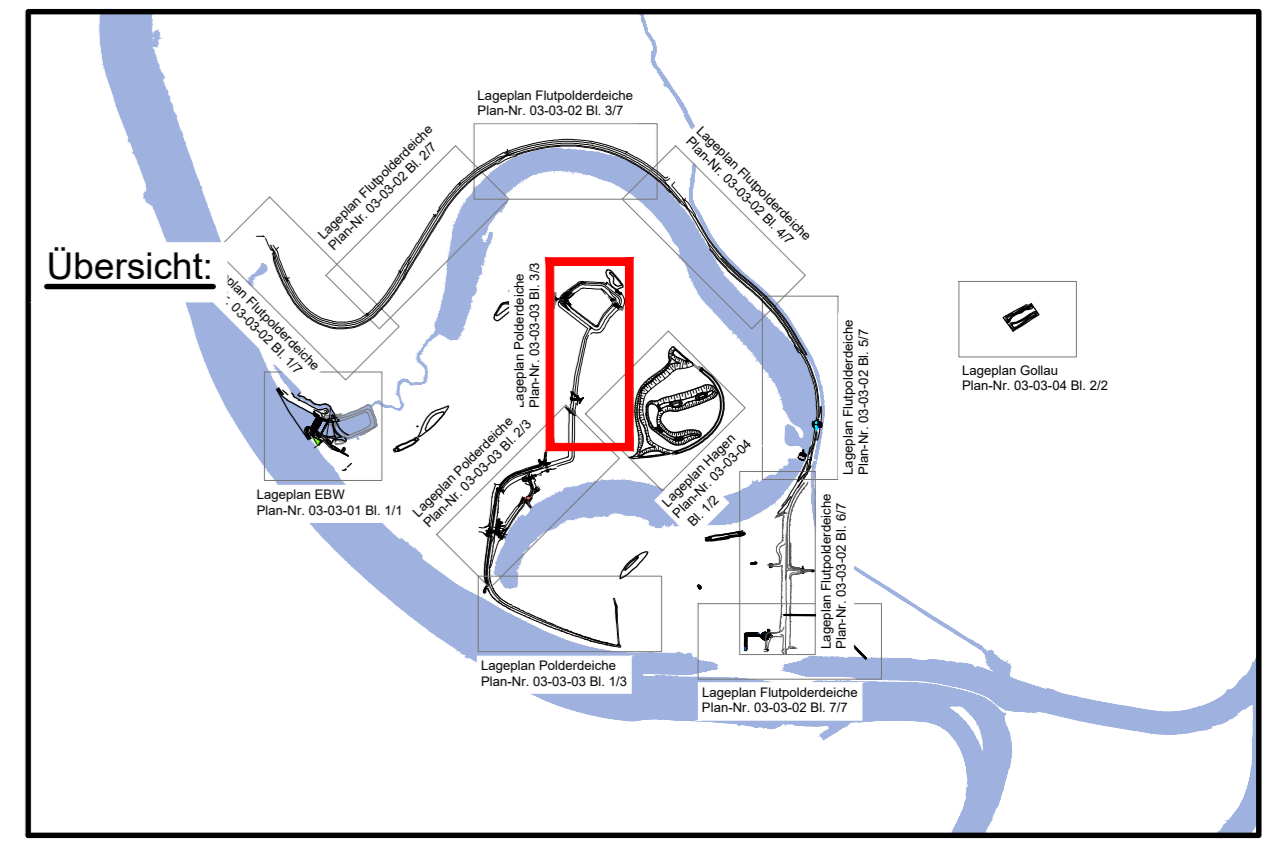 Lageplan Flutpolderdeiche
Plan-Nr. 03-03-02 Bl. 3/7
Lageplan Flutpolderdeiche
Plan-Nr. 03-03-02 Bl. 2/7
Lageplan Flutpolderdeiche
Plan-Nr. 03-03-02 Bl. 4/7
Übersicht:
Flutpolderdeiche
03-03-02 Bl. 1/7
Lageplan Polderdeiche
Plan-Nr. 03-03-03 Bl. 3/3
Lageplan Flutpolderdeiche
Plan-Nr. 03-03-02 Bl. 5/7
Lageplan Gollau
Plan-Nr. 03-03-04 Bl. 2/2
Lageplan Polderdeiche
Plan-Nr. 03-03-03 Bl. 2/3
Lageplan Hagen
Plan-Nr. 03-03-04
Bl. 1/2
Lageplan EBW
Plan-Nr. 03-03-01 Bl. 1/1
Lageplan Flutpolderdeiche
Plan-Nr. 03-03-02 Bl. 6/7
Lageplan Polderdeiche
Plan-Nr. 03-03-03 Bl. 1/3
Lageplan Flutpolderdeiche
Plan-Nr. 03-03-02 Bl. 7/7